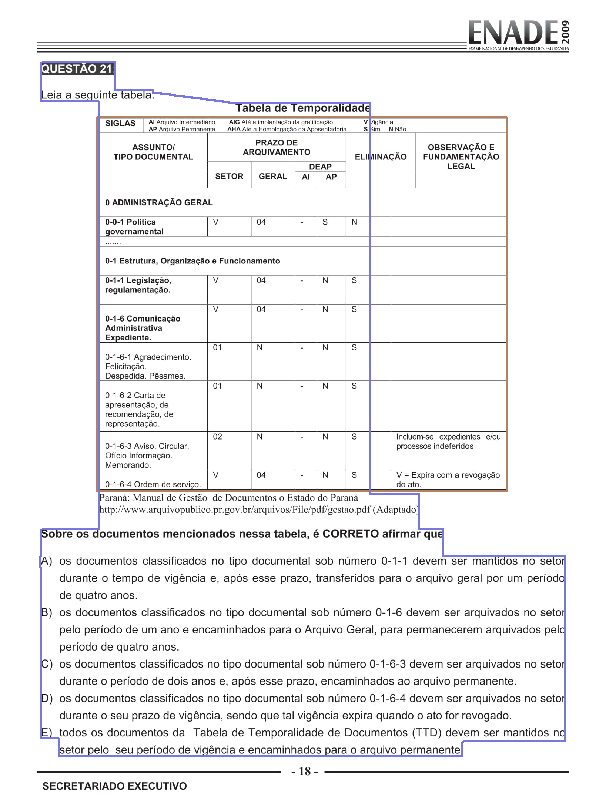 ENADE 2009
EXAME NACIONAL DE DESEMPENHO DOS ESTUDANTES
QUESTÃO 21
Leia a seguinte tabela.
Tabela de Temporalidade
SIGLAS AI Arquivo Intermediário AIG Até a implantação da gratificação V Vigência
AP Arquivo Permanente AHA Até a Homologação da Aposentadoria S Sim N Não
ASSUNTO/ TIPO DOCUMENTAL PRAZO DE ARQUIVAMENTO ELIMINAÇÃO OBSERVAÇÃO E FUNDAMENTAÇÃO LEGAL
SETOR GERAL DEAP
AI AP
0 ADMINISTRAÇÃO GERAL
0-0-1 Política V 04 - S N
governamental
.......
0-1 Estrutura, Organização e Funcionamento
0-1-1 Legislação, V 04 - N S
regulamentação.
V 04 - N S
0-1-6 Comunicação
Administrativa
Expediente.
01 N - N S
0-1-6-1 Agradecimento.
Felicitação.
Despedida. Pêsames.
01 N - N S
0-1-6-2 Carta de
apresentação, de
recomendação, de
representação.
02 N - N S Incluem-se expedientes e/ou
0-1-6-3 Aviso. Circular. processos indeferidos
Ofício Informação.
Memorando.
V 04 - N S V – Expira com a revogação
0-1-6-4 Ordem de serviço. do ato.
Paraná: Manual de Gestão de Documentos o Estado do Paraná
http://www.arquivopublico.pr.gov.br/arquivos/File/pdf/gestao.pdf (Adaptado)
Sobre os documentos mencionados nessa tabela, é CORRETO afirmar que
A) os documentos classificados no tipo documental sob número 0-1-1 devem ser mantidos no setor
durante o tempo de vigência e, após esse prazo, transferidos para o arquivo geral por um período
de quatro anos.
B) os documentos classificados no tipo documental sob número 0-1-6 devem ser arquivados no setor
pelo período de um ano e encaminhados para o Arquivo Geral, para permanecerem arquivados pelo
período de quatro anos.
C) os documentos classificados no tipo documental sob número 0-1-6-3 devem ser arquivados no setor
durante o período de dois anos e, após esse prazo, encaminhados ao arquivo permanente.
D) os documentos classificados no tipo documental sob número 0-1-6-4 devem ser arquivados no setor
durante o seu prazo de vigência, sendo que tal vigência expira quando o ato for revogado.
E) todos os documentos da Tabela de Temporalidade de Documentos (TTD) devem ser mantidos no
setor pelo seu período de vigência e encaminhados para o arquivo permanente.
- 18 -
SECRETARIADO EXECUTIVO